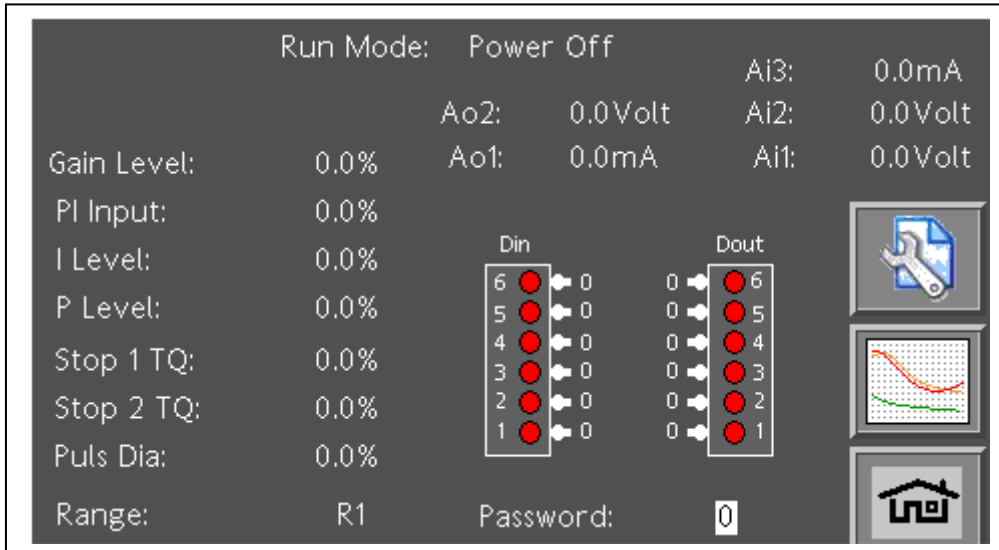 Run Mode: Power Off
Ai3: 0.0mA
Ao2: 0.0Volt Ai2: 0.0Volt
Gain Level: 0.0% Ao1: 0.0mA Ai1: 0.0Volt
PI Input: 0.0%
Din Dout
I Level: 0.0%
6 0 0 6
P Level: 0.0% 5 0 0 5
4 0 0 4
Stop 1 TQ: 0.0% 3 0 0 3
Stop 2 TQ: 0.0% 2 0 0 2
1 0 0 1
Puls Dia: 0.0%
Range: R1 Password: 0